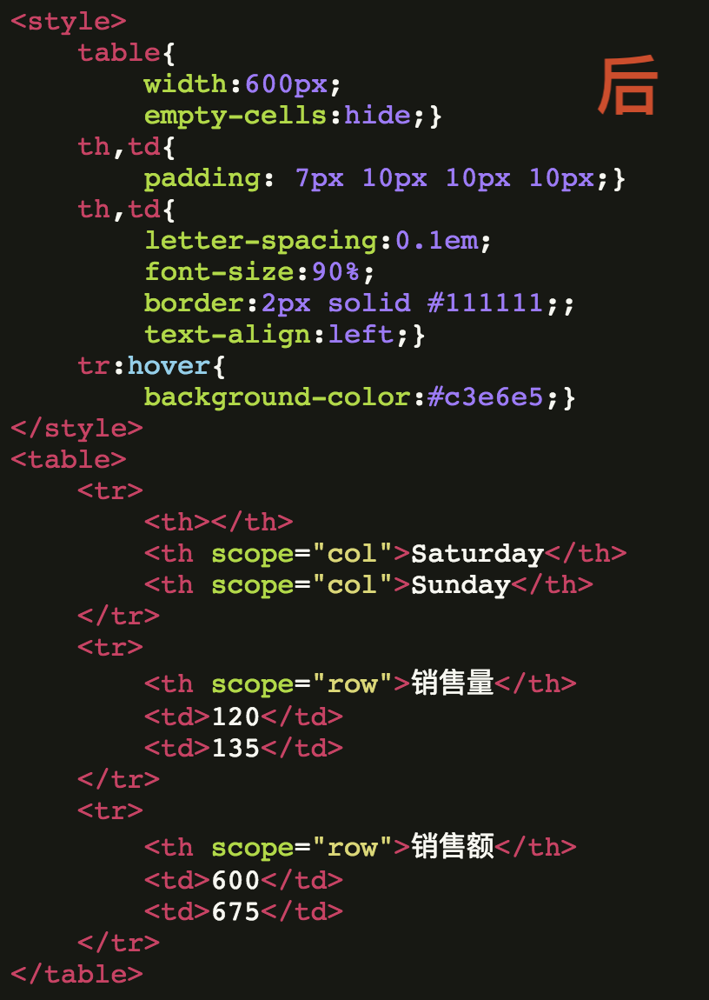 <style>
    table{
        width:600px;
        empty-cells:hide;}
    th,td{
        padding: 7px 10px 10px 10px;}
    th,td{
        letter-spacing:0.1em;
        font-size:90%;
        border:2px solid #111111;;
        text-align:left;}
    tr:hover{
        background-color:#c3e6e5;}
</style>
<table>
    <tr>
        <th></th>
        <th scope="col">Saturday</th>
        <th scope="col">Sunday</th>
    </tr>
    <tr>
        <th scope="row">销售量</th>
        <td>120</td>
        <td>135</td>
    </tr>
    <tr>
        <th scope="row">销售额</th>
        <td>600</td>
        <td>675</td>
    </tr>
</table>
后